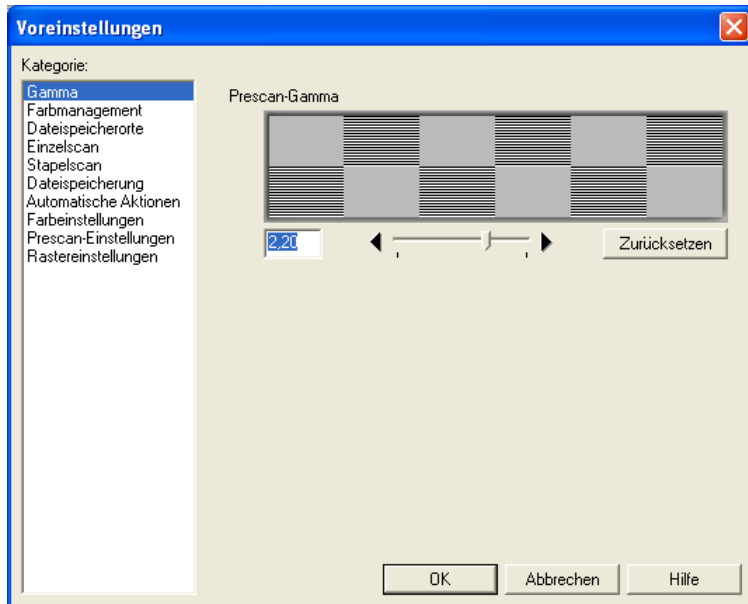 Voreinstellungen
Kategorie:
Gamma
Farbmanagement
Dateispeicherorte
Einzelscan
Stapelscan
Dateispeicherung
Automatische Aktionen
Farbeinstellungen
Prescan-Einstellungen
Rastereinstellungen
Prescan-Gamma
2,20
Zurücksetzen
OK Abbrechen Hilfe